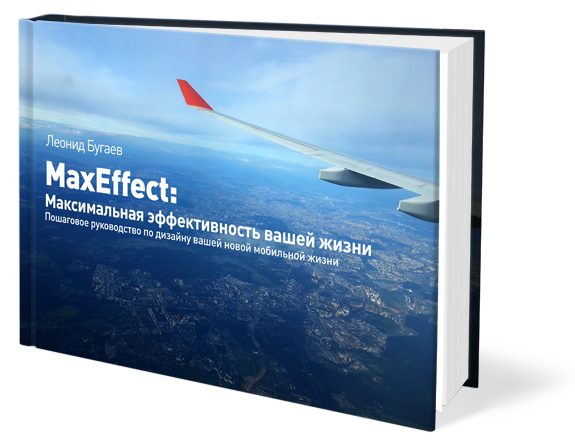 Леонид Бугаев
MaxEffect:
Максимальная эффективность вашей жизни
Пошаговое руководство по дизайну вашей новой мобильной жизни